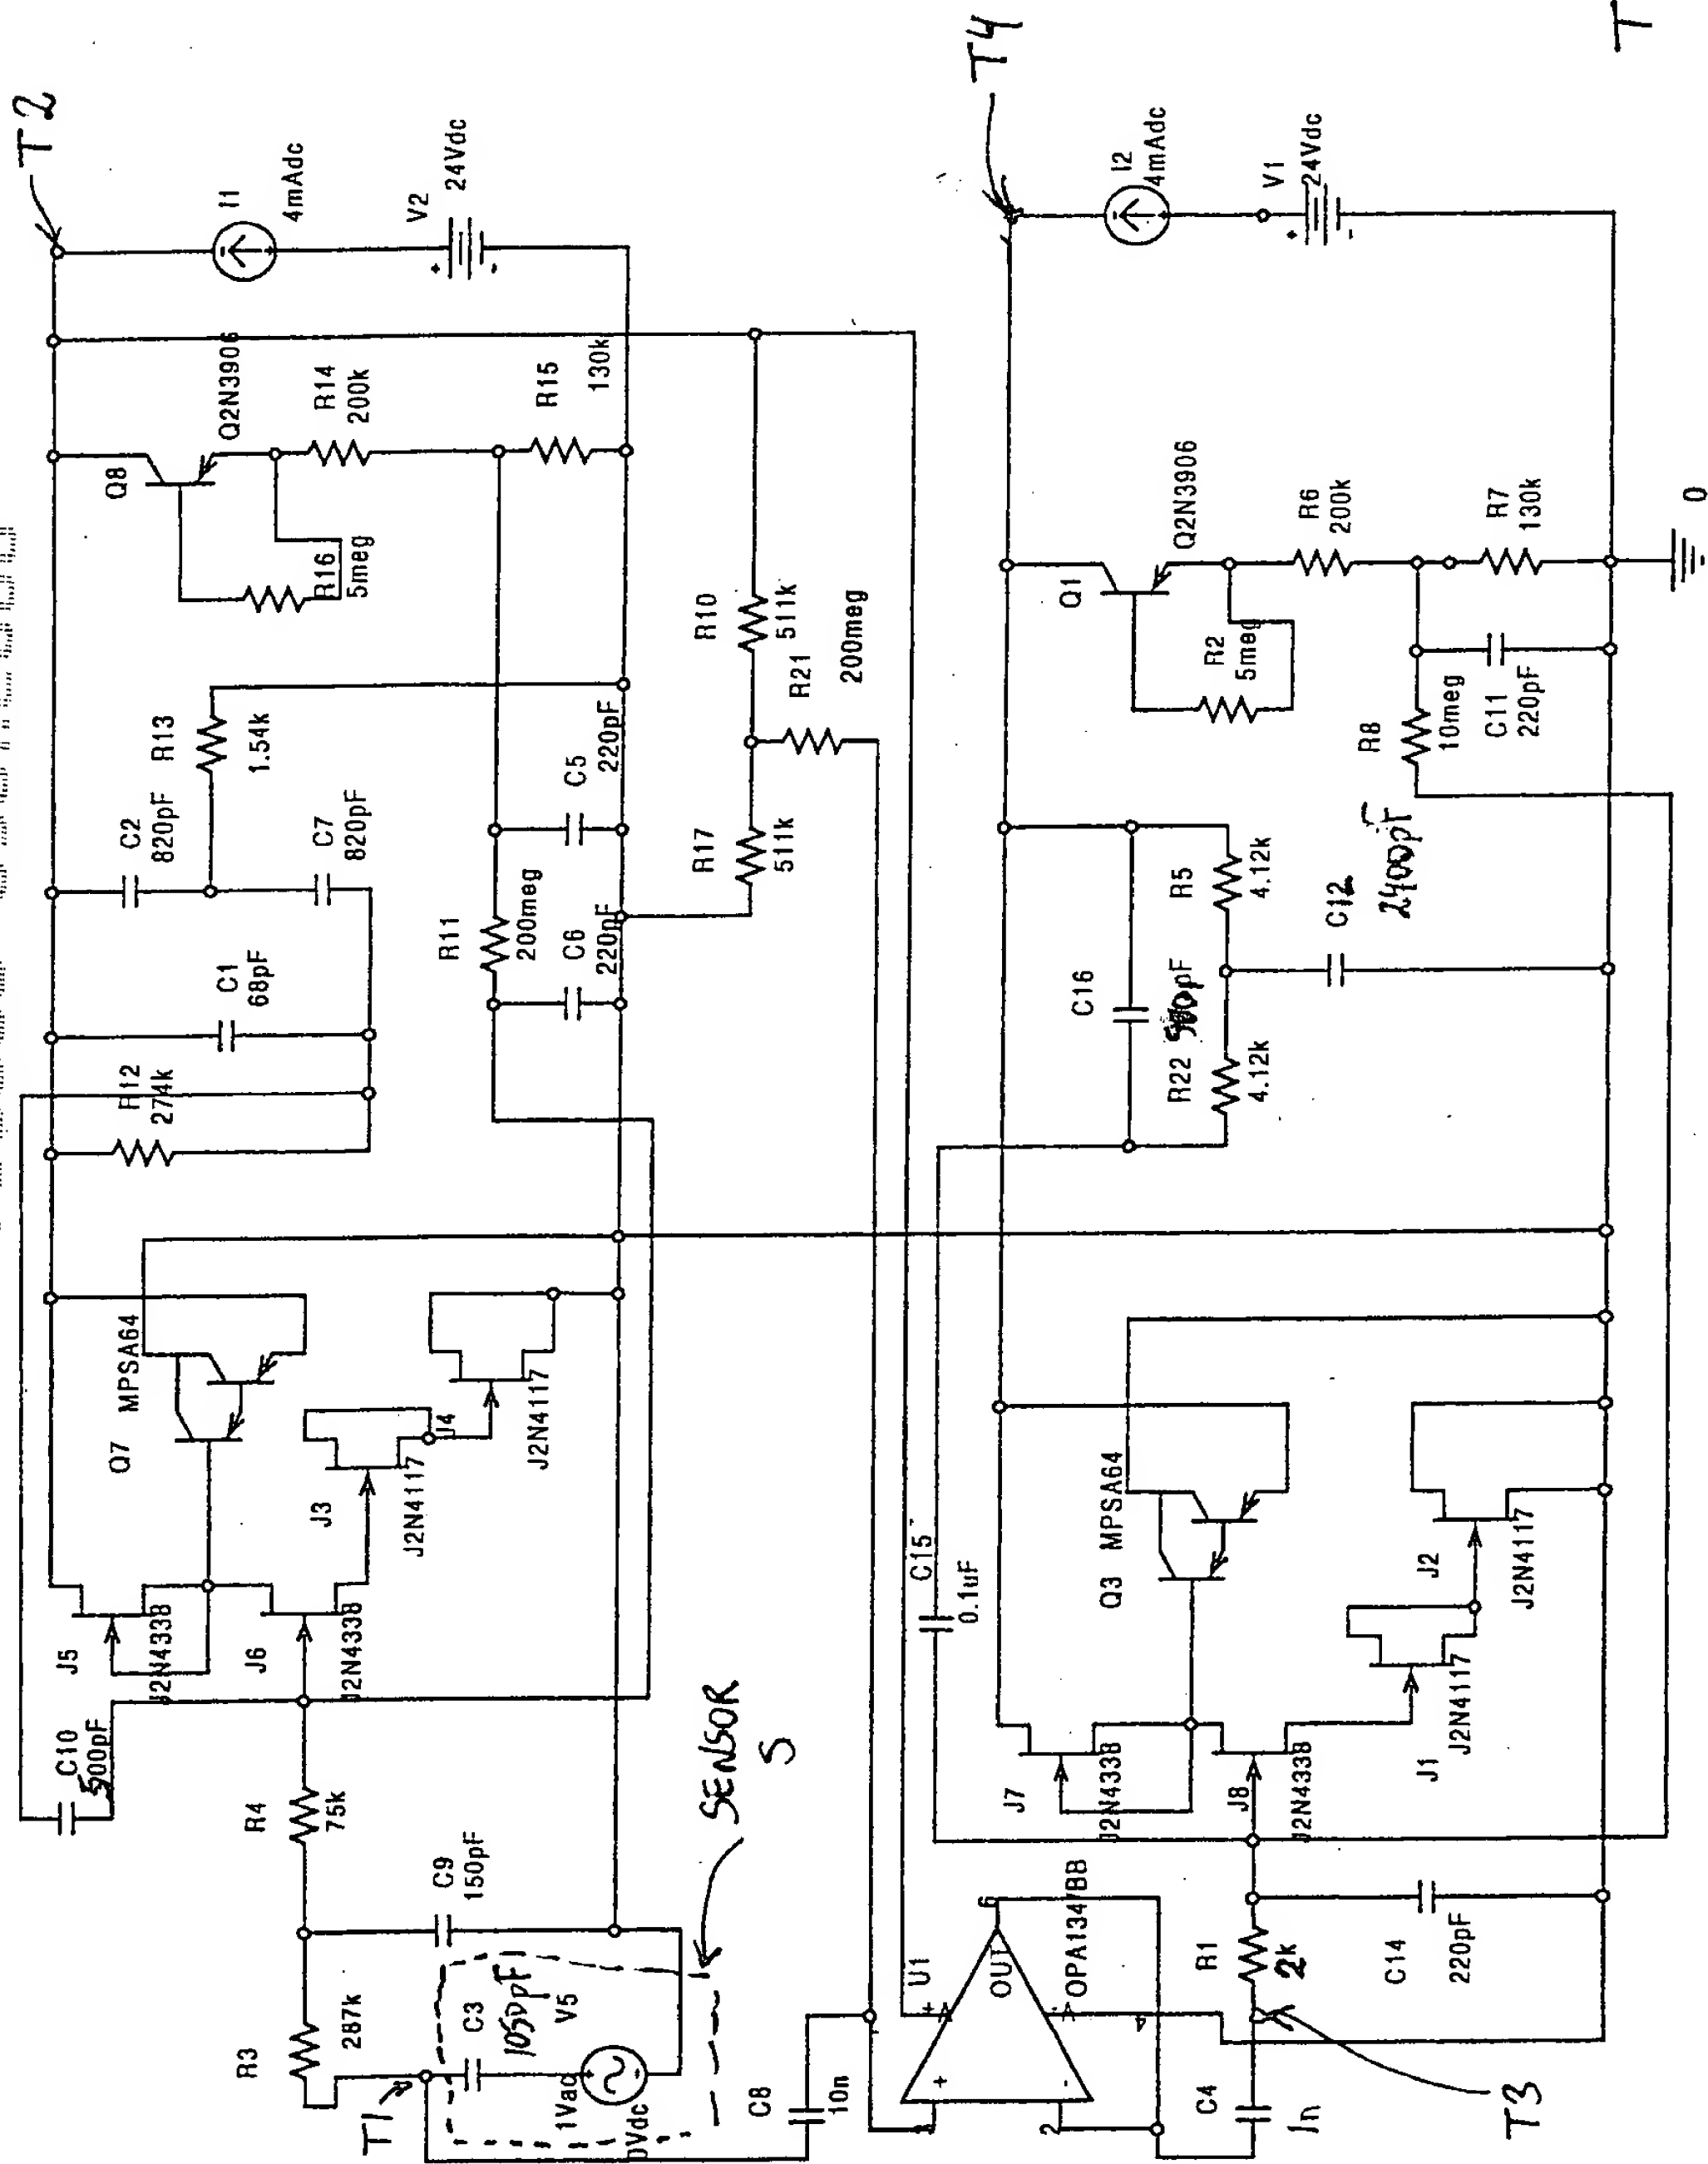 T2
I1
4mAdc
V2
24Vdc
Q8
Q2N3906
R14
200k
R15
130k
R16
5meg
R13
1.54k
C2
820pF
C7
820pF
C1
68pF
R12
274k
R11
200meg
C5
220pF
C6
220pF
R10
511k
R21
200meg
R17
511k
Q7
MPSA64
J5
J2N4338
J6
J2N4338
J3
J2N4117
J4
J2N4117
C10
500pF
R4
75k
R3
287k
C9
150pF
C3
1050pF
V5
1Vac
0Vdc
T1
SENSOR
S
C8
10n
T4
I2
4mAdc
V1
24Vdc
Q1
Q2N3906
R6
200k
R7
130k
R2
5meg
R8
10meg
C11
220pF
0
C16
R5
4.12k
R22
4.12k
C12
2400pF
C15
0.1uF
Q3
MPSA64
J7
J2N4338
J8
J2N4338
J1
J2N4117
J2
J2N4117
U1
OUT
OPA134/BB
+
-
2
6
4
R1
2k
C14
220pF
C4
1n
T3
T